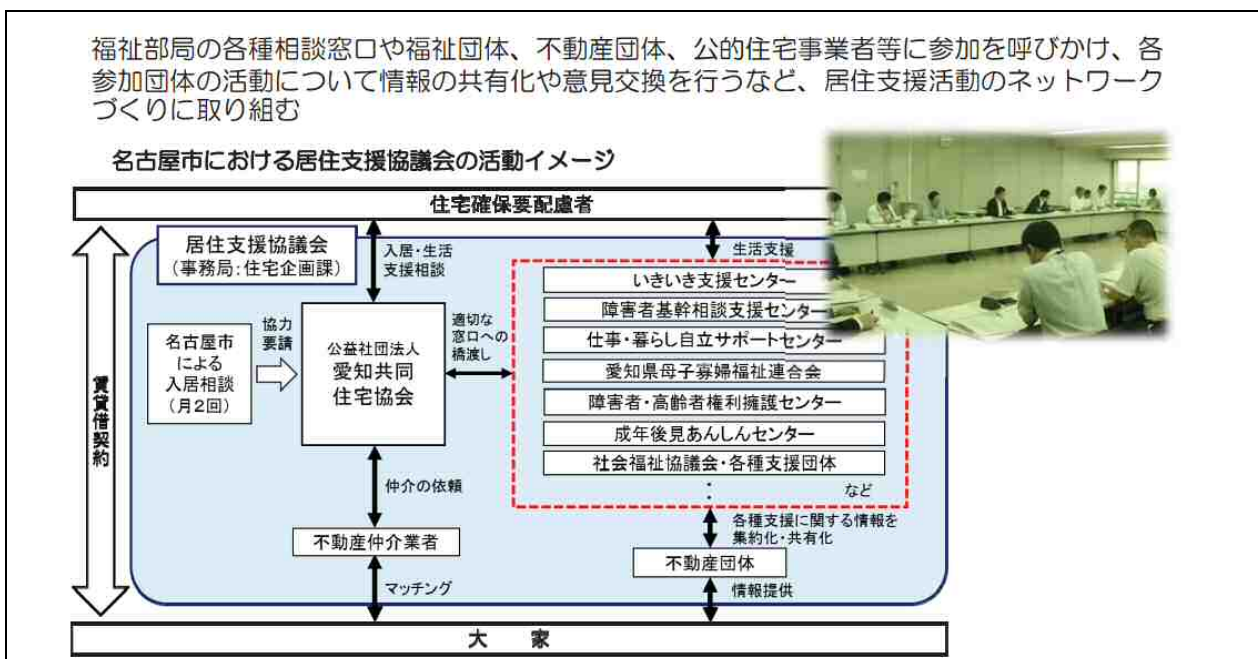 福祉部局の各種相談窓口や福祉団体、不動産団体、公的住宅事業者等に参加を呼びかけ、各
参加団体の活動について情報の共有化や意見交換を行うなど、居住支援活動のネットワーク
づくりに取り組む
名古屋市における居住支援協議会の活動イメージ
住宅確保要配慮者
賃貸借契約
居住支援協議会
(事務局:住宅企画課)
入居・生活
支援相談
生活支援
名古屋市
による
入居相談
(月2回)
協力
要請
公益社団法人
愛知共同
住宅協会
適切な
窓口への
橋渡し
いきいき支援センター
障害者基幹相談支援センター
仕事・暮らし自立サポートセンター
愛知県母子寡婦福祉連合会
障害者・高齢者権利擁護センター
成年後見あんしんセンター
社会福祉協議会・各種支援団体
:
など
仲介の依頼
各種支援に関する情報を
集約化・共有化
不動産仲介業者
不動産団体
マッチング
情報提供
大 家